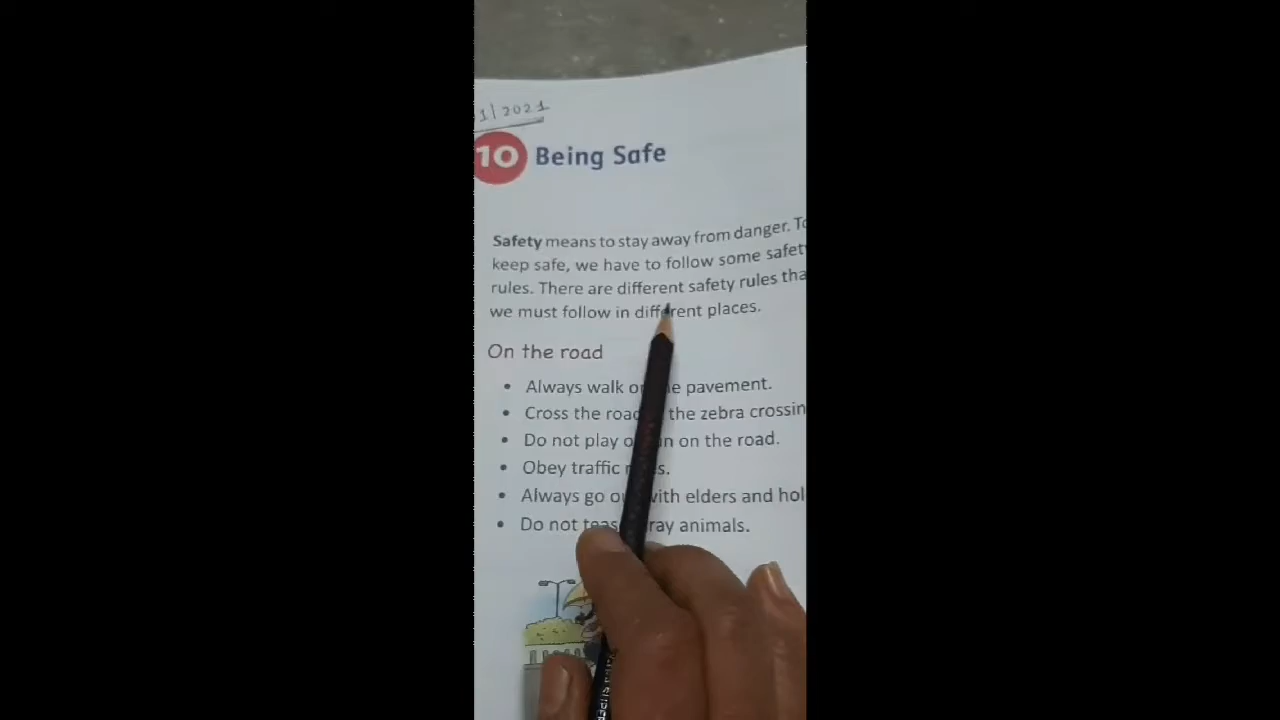 1/2021
10 Being Safe
Safety means to stay away from danger. To
keep safe, we have to follow some safety
rules. There are different safety rules tha
we must follow in different places.
On the road
• Always walk on the pavement.
• Cross the road the zebra crossin
• Do not play on the road.
• Obey traffic
• Always go out with elders and hol
• Do not tease animals.